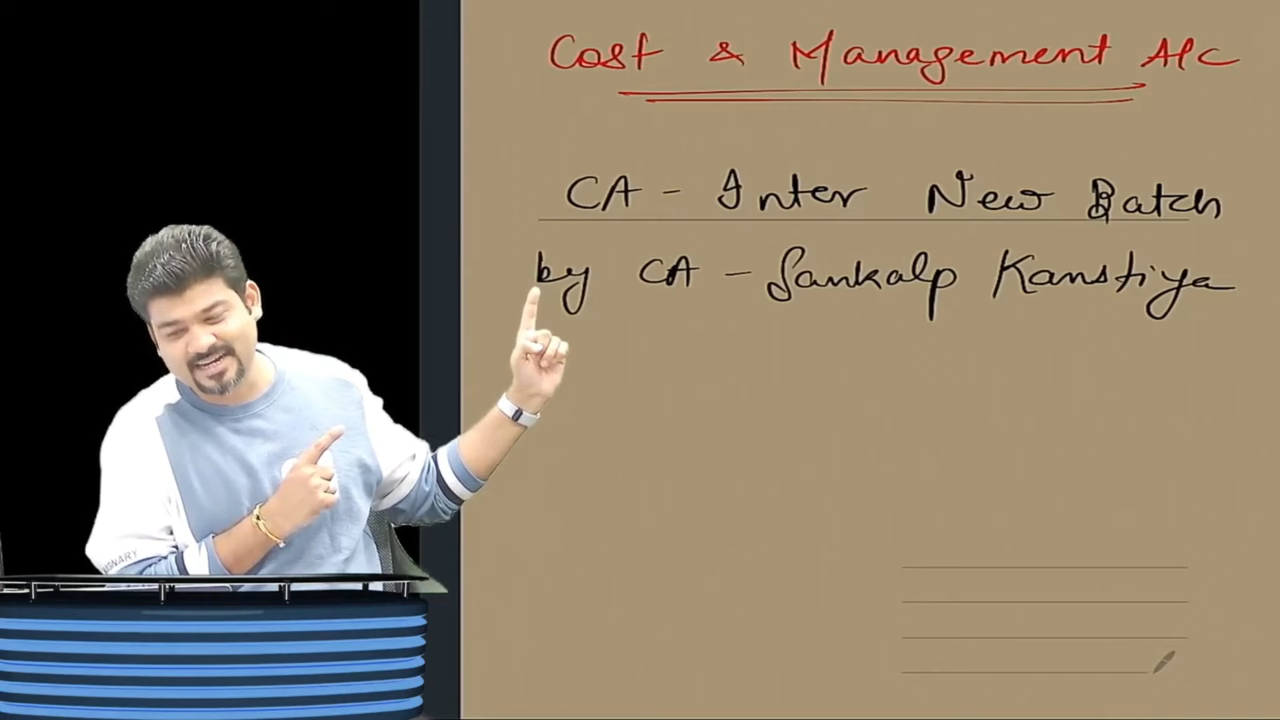 Cost & Management A/c
CA - Inter New Batch
by CA - Sankalp Kanstiya